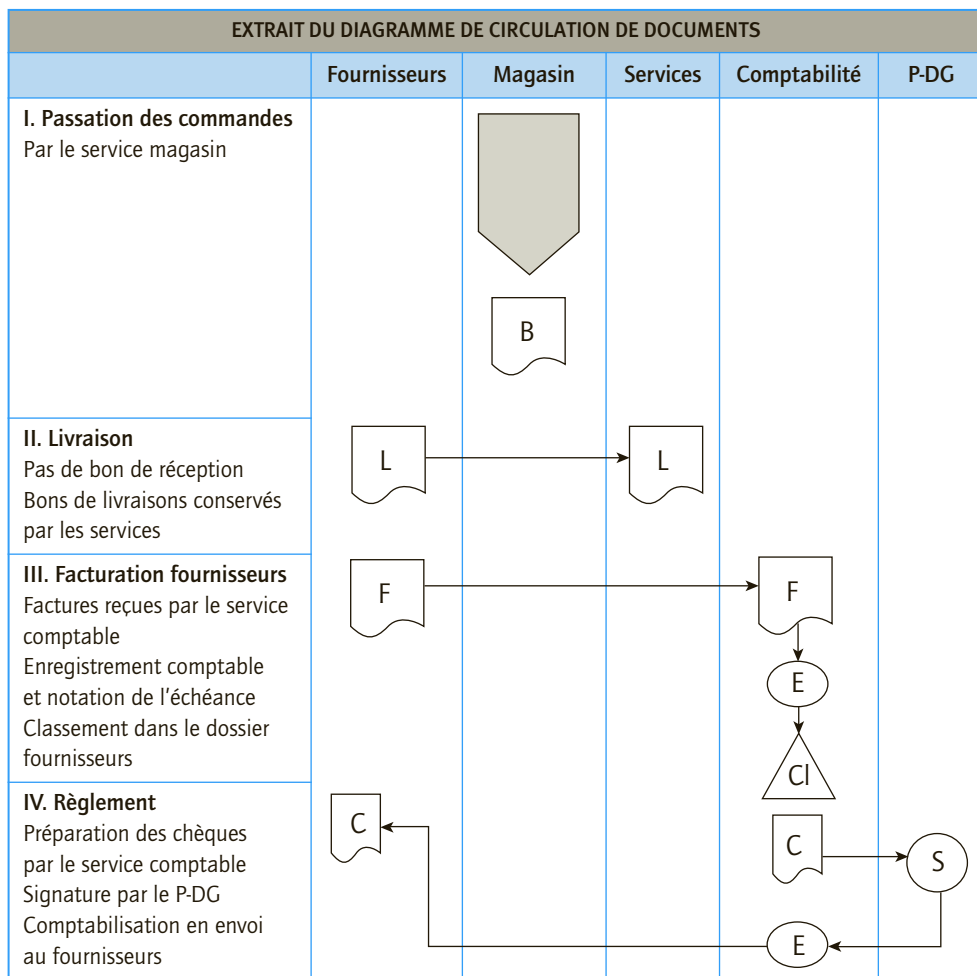 EXTRAIT DU DIAGRAMME DE CIRCULATION DE DOCUMENTS
Fournisseurs Magasin Services Comptabilité P-DG
I. Passation des commandes
Par le service magasin
B
II. Livraison
Pas de bon de réception
Bons de livraisons conservés
par les services
L L
III. Facturation fournisseurs
Factures reçues par le service
comptable
Enregistrement comptable
et notation de l'échéance
Classement dans le dossier
fournisseurs
F F
E
Cl
IV. Règlement
Préparation des chèques
par le service comptable
Signature par le P-DG
Comptabilisation en envoi
au fournisseurs
C C S
E